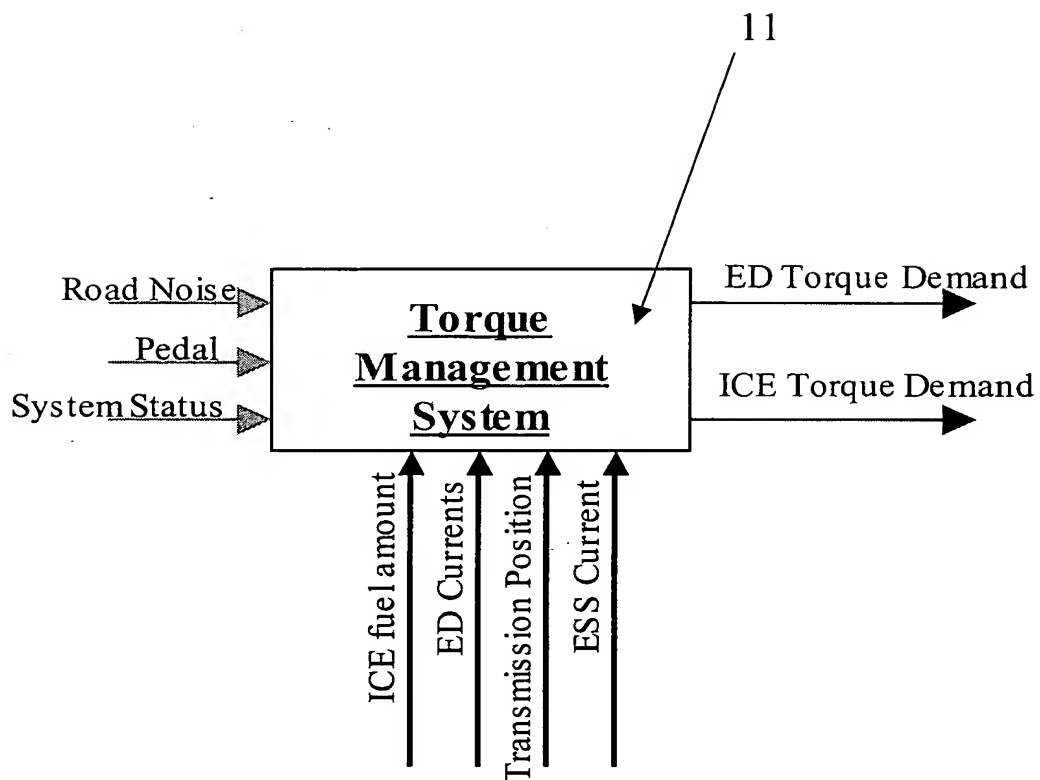 11
Road Noise
Pedal
System Status
Torque
Management
System
ED Torque Demand
ICE Torque Demand
ICE fuel amount
ED Currents
Transmission Position
ESS Current